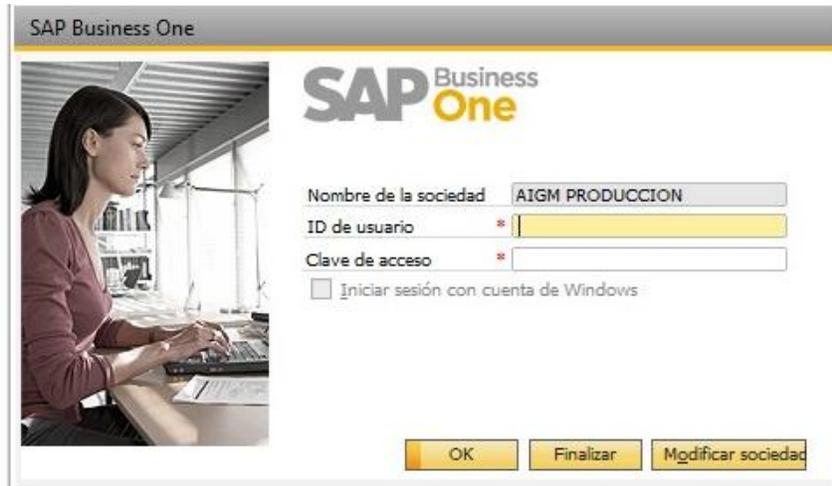 SAP Business One
SAP Business One
Nombre de la sociedad AIGM PRODUCCION
ID de usuario *
Clave de acceso *
Iniciar sesión con cuenta de Windows
OK Finalizar Modificar sociedad